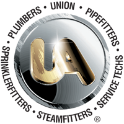 • PLUMBERS • UNION • PIPEFITTERS • SERVICE TECHS • STEAMFITTERS • SPRINKLERFITTERS
UA
®